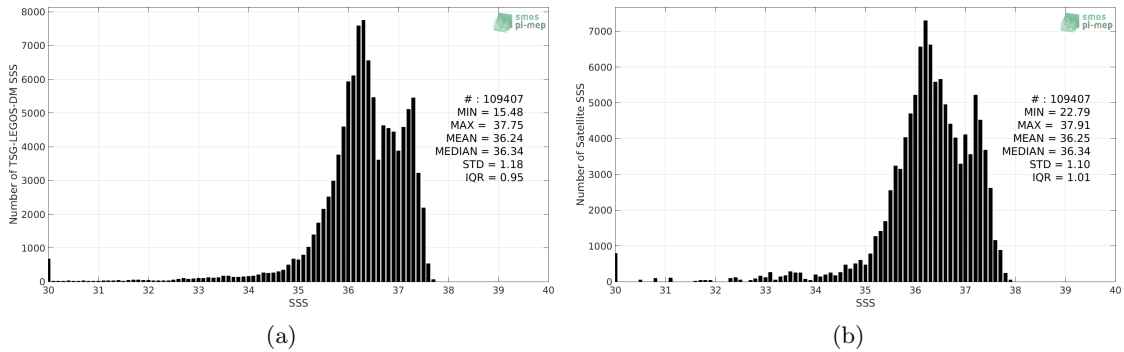 smos
pi-mep
Number of TSG-LEGOS-DM SSS
8000
7000
6000
5000
4000
3000
2000
1000
0
# : 109407
MIN = 15.48
MAX = 37.75
MEAN = 36.24
MEDIAN = 36.34
STD = 1.18
IQR = 0.95
30 31 32 33 34 35 36 37 38 39 40
SSS
(a)
smos
pi-mep
Number of Satellite SSS
7000
6000
5000
4000
3000
2000
1000
0
# : 109407
MIN = 22.79
MAX = 37.91
MEAN = 36.25
MEDIAN = 36.34
STD = 1.10
IQR = 1.01
30 31 32 33 34 35 36 37 38 39 40
SSS
(b)